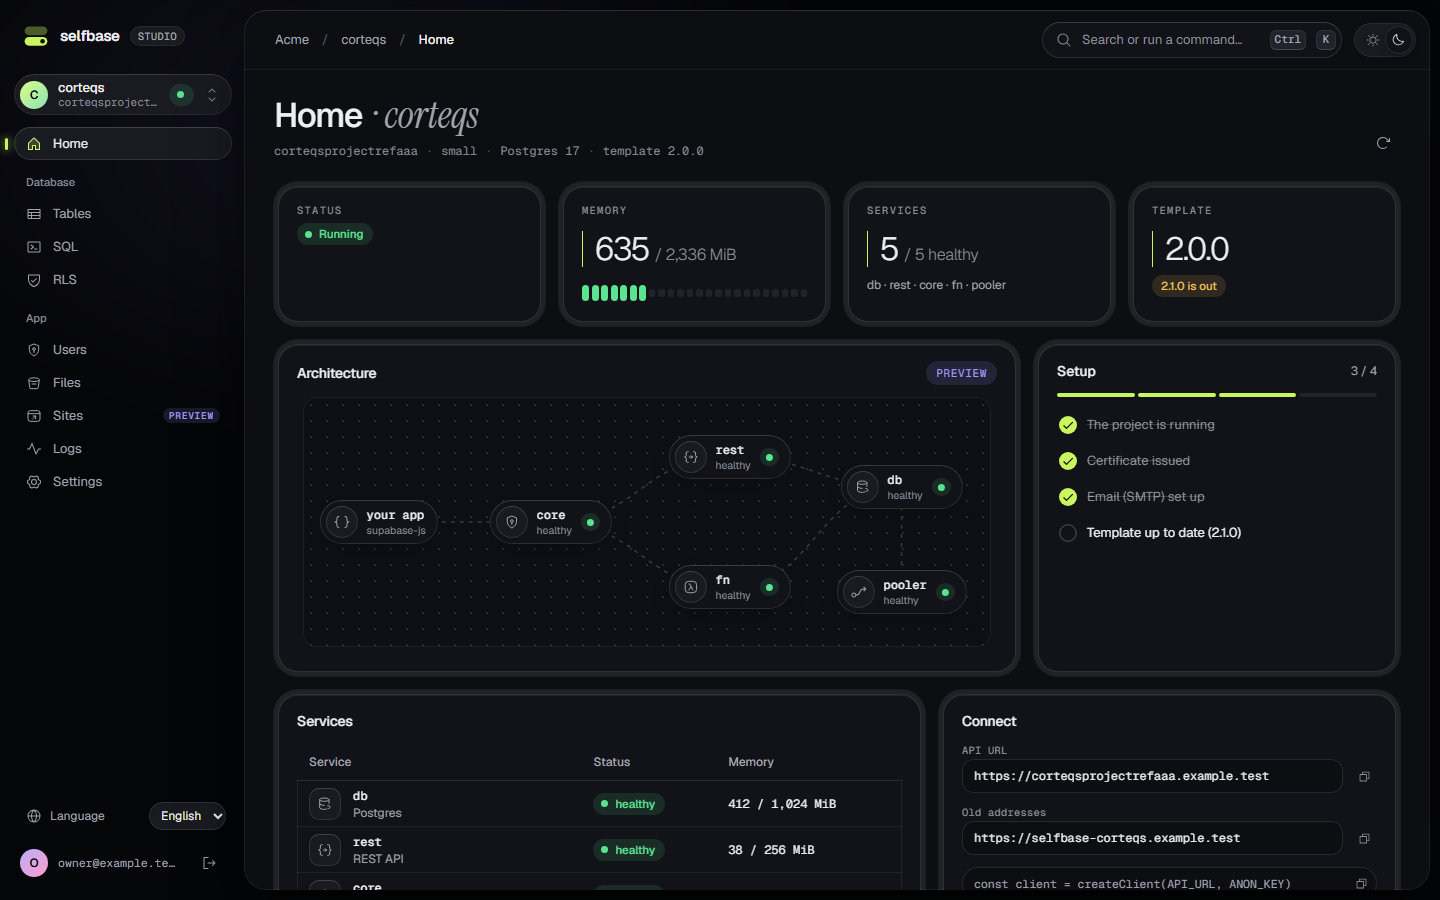 selfbase STUDIO
C corteqs
corteqsproject…
Home
Database
Tables
SQL
RLS
App
Users
Files
Sites PREVIEW
Logs
Settings
Language English
O owner@example.te…
Acme / corteqs / Home
Search or run a command… Ctrl K
Home · corteqs
corteqsprojectrefaaa · small · Postgres 17 · template 2.0.0
STATUS
Running
MEMORY
635 / 2,336 MiB
SERVICES
5 / 5 healthy
db · rest · core · fn · pooler
TEMPLATE
2.0.0
2.1.0 is out
Architecture PREVIEW
your app
supabase-js
core
healthy
rest
healthy
fn
healthy
db
healthy
pooler
healthy
Setup 3 / 4
The project is running
Certificate issued
Email (SMTP) set up
Template up to date (2.1.0)
Services
Service Status Memory
db
Postgres
healthy
412 / 1,024 MiB
rest
REST API
healthy
38 / 256 MiB
core
Connect
API URL
https://corteqsprojectrefaaa.example.test
Old addresses
https://selfbase-corteqs.example.test
const client = createClient(API_URL, ANON_KEY)